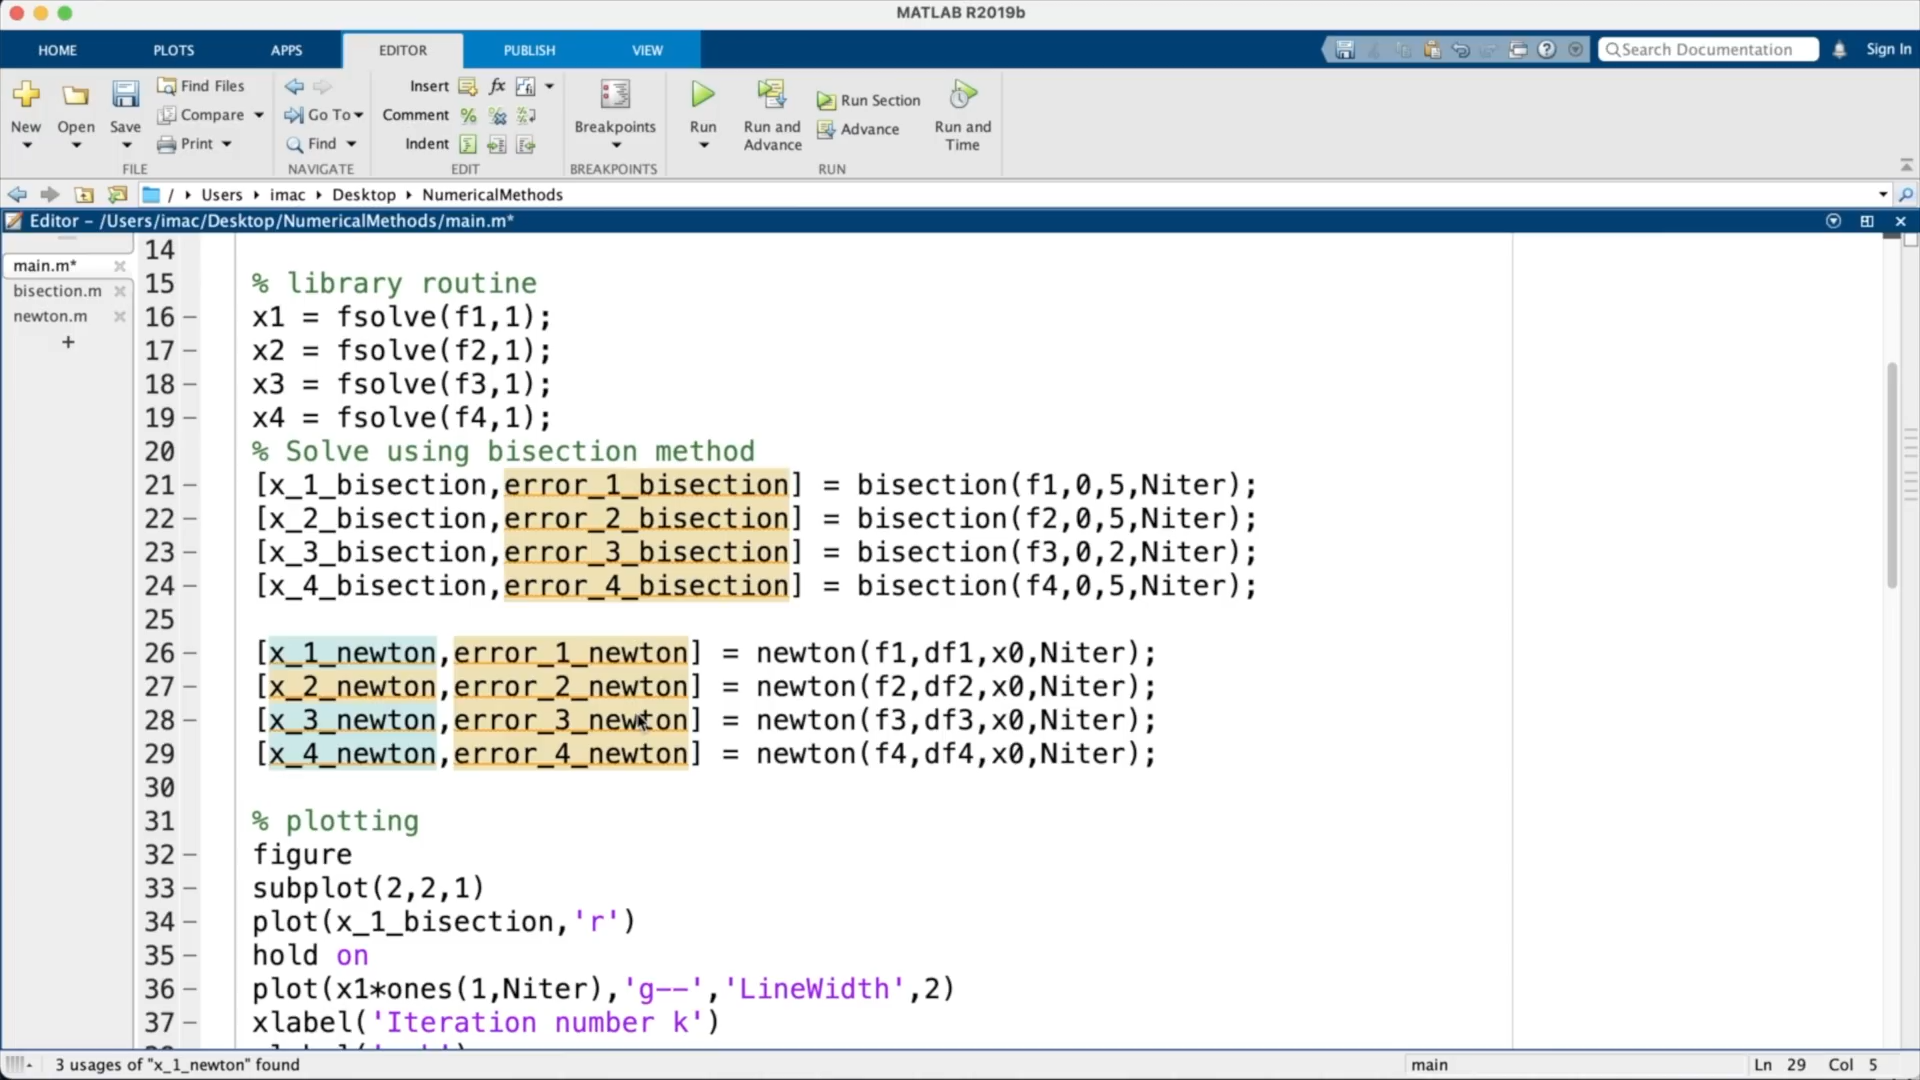 MATLAB R2019b
HOME PLOTS APPS EDITOR PUBLISH VIEW Search Documentation Sign In
New Open Save Find Files Compare Print
FILE
Go To Find
NAVIGATE
Insert fx
Comment % %
Indent
EDIT
Breakpoints
BREAKPOINTS
Run Run and Advance Run Section Advance Run and Time
RUN
/ Users imac Desktop NumericalMethods
Editor - /Users/imac/Desktop/NumericalMethods/main.m*
main.m*
bisection.m
newton.m
+
14
15 % library routine
16 - x1 = fsolve(f1,1);
17 - x2 = fsolve(f2,1);
18 - x3 = fsolve(f3,1);
19 - x4 = fsolve(f4,1);
20 % Solve using bisection method
21 - [x_1_bisection,error_1_bisection] = bisection(f1,0,5,Niter);
22 - [x_2_bisection,error_2_bisection] = bisection(f2,0,5,Niter);
23 - [x_3_bisection,error_3_bisection] = bisection(f3,0,2,Niter);
24 - [x_4_bisection,error_4_bisection] = bisection(f4,0,5,Niter);
25
26 - [x_1_newton,error_1_newton] = newton(f1,df1,x0,Niter);
27 - [x_2_newton,error_2_newton] = newton(f2,df2,x0,Niter);
28 - [x_3_newton,error_3_newton] = newton(f3,df3,x0,Niter);
29 - [x_4_newton,error_4_newton] = newton(f4,df4,x0,Niter);
30
31 % plotting
32 - figure
33 - subplot(2,2,1)
34 - plot(x_1_bisection,'r')
35 - hold on
36 - plot(x1*ones(1,Niter),'g--','LineWidth',2)
37 - xlabel('Iteration number k')
3 usages of "x_1_newton" found main Ln 29 Col 5